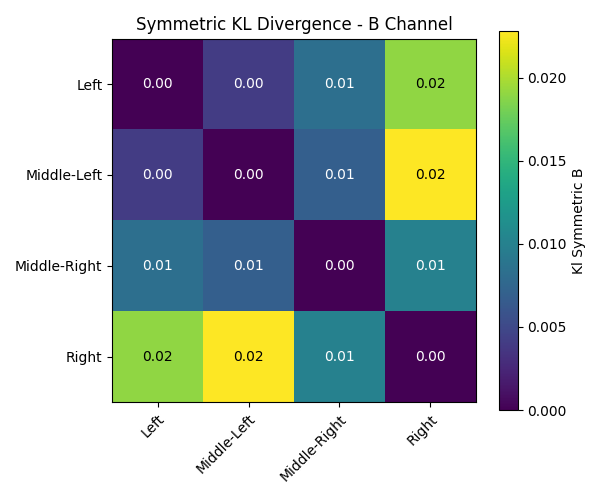 Symmetric KL Divergence - B Channel
Left
0.00 0.00 0.01 0.02
Middle-Left
0.00 0.00 0.01 0.02
Middle-Right
0.01 0.01 0.00 0.01
Right
0.02 0.02 0.01 0.00
Left
Middle-Left
Middle-Right
Right
0.020
0.015
0.010
0.005
0.000
Kl Symmetric B